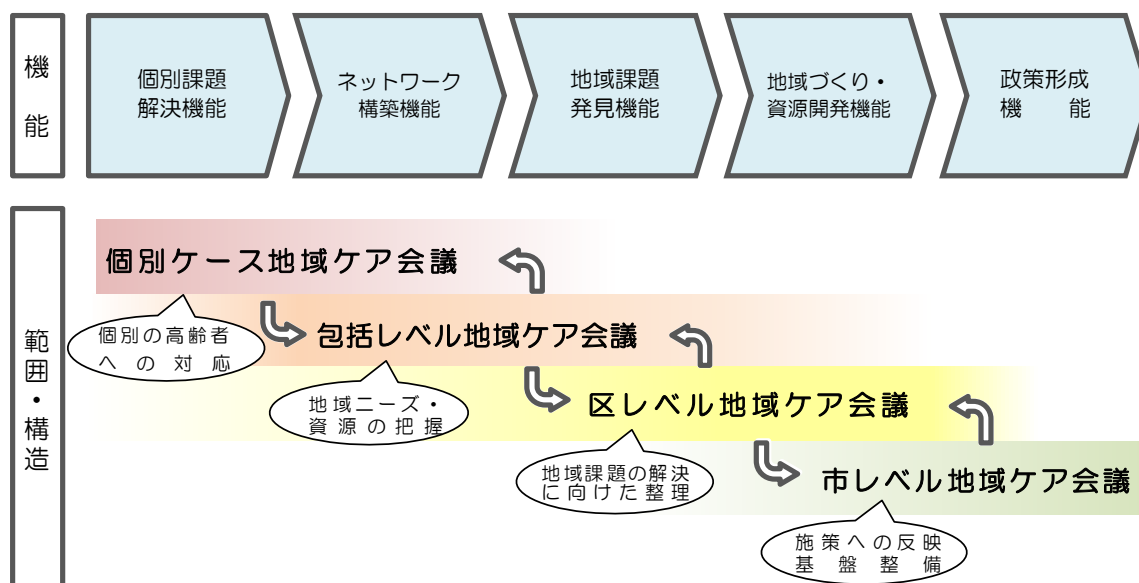 機能
個別課題
解決機能
ネットワーク
構築機能
地域課題
発見機能
地域づくり・
資源開発機能
政策形成
機能
範囲・構造
個別ケース地域ケア会議
個別の高齢者
への対応
包括レベル地域ケア会議
地域ニーズ・
資源の把握
区レベル地域ケア会議
地域課題の解決
に向けた整理
市レベル地域ケア会議
施策への反映
基盤整備